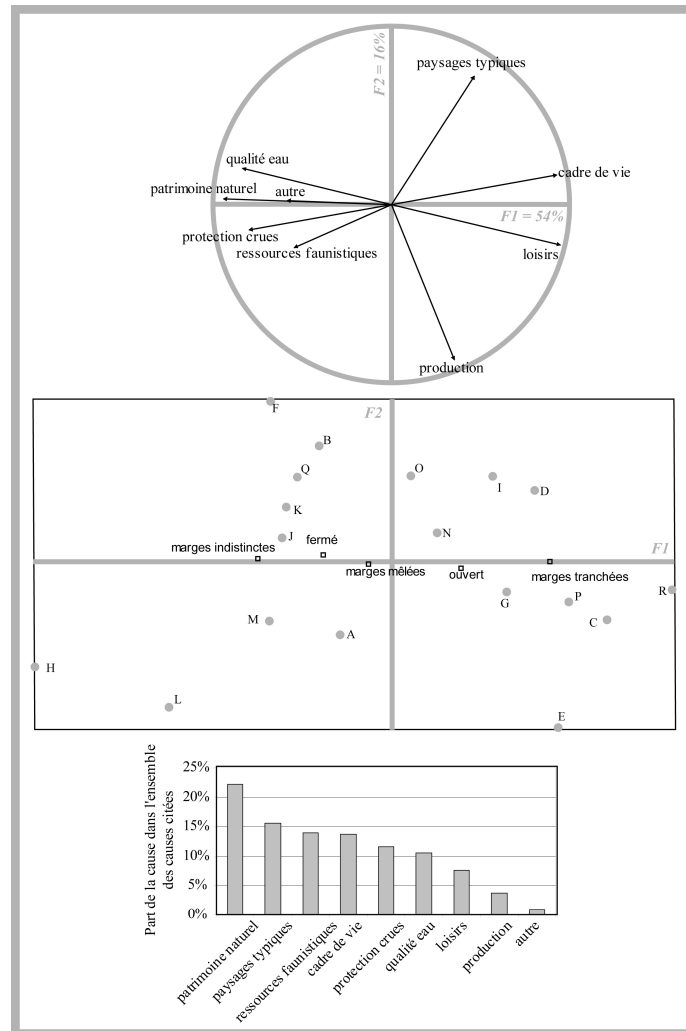 F2 = 16%
paysages typiques
qualité eau
cadre de vie
patrimoine naturel
autre
F1 = 54%
protection crues
ressources faunistiques
loisirs
production
F
F2
B
Q
O
I
D
K
N
J
fermé
marges indistinctes
F1
marges mêlées
ouvert
marges tranchées
R
G
P
C
M
A
H
L
E
Part de la cause dans l'ensemble
des causes citées
25%
20%
15%
10%
5%
0%
patrimoine naturel
paysages typiques
ressources faunistiques
cadre de vie
protection crues
qualité eau
loisirs
production
autre